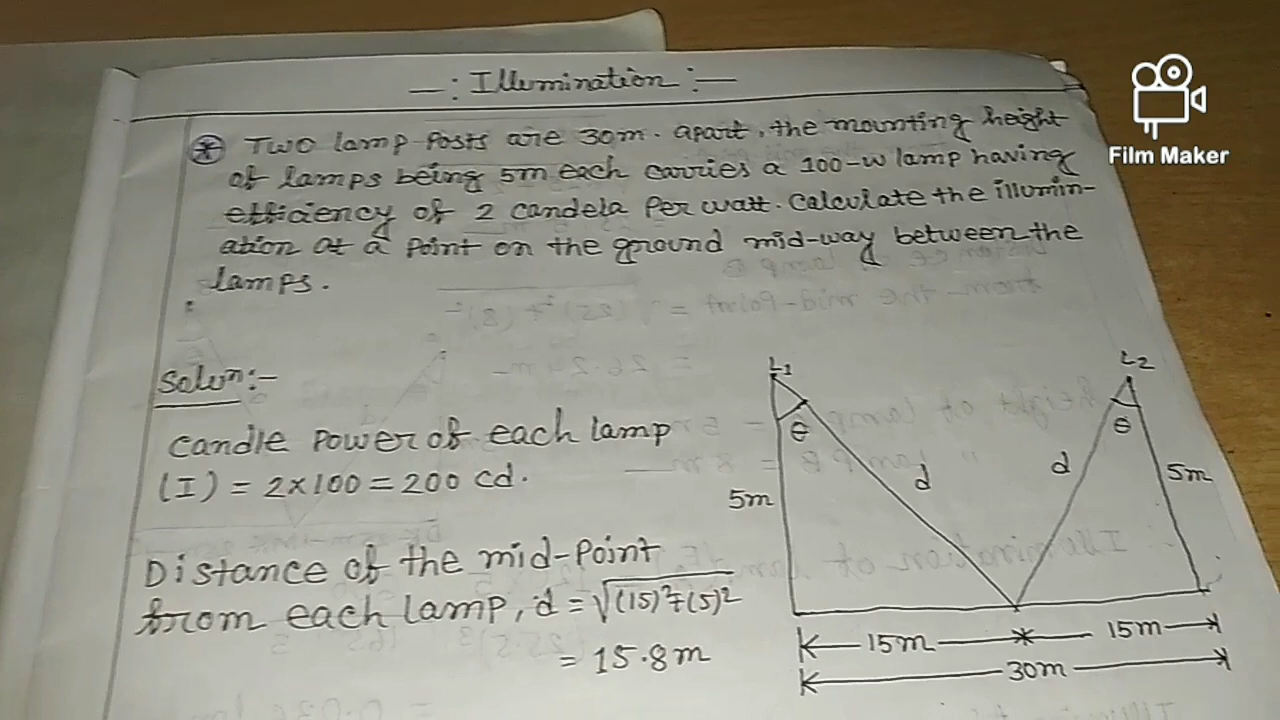 —: Illumination :—
Film Maker
* Two lamp-Posts are 30m. apart, the mounting height
of lamps being 5m each carries a 100-w lamp having
efficiency of 2 candela Per watt. Calculate the illumin-
ation at a Point on the ground mid-way between the
lamps.
Solun:-
Candle Power of each lamp
(I) = 2×100 = 200 cd.
Distance of the mid-Point
from each lamp, d = √(15)²+(5)²
= 15.8m
L1
L2
θ
θ
d
d
5m
5m
15m
15m
30m